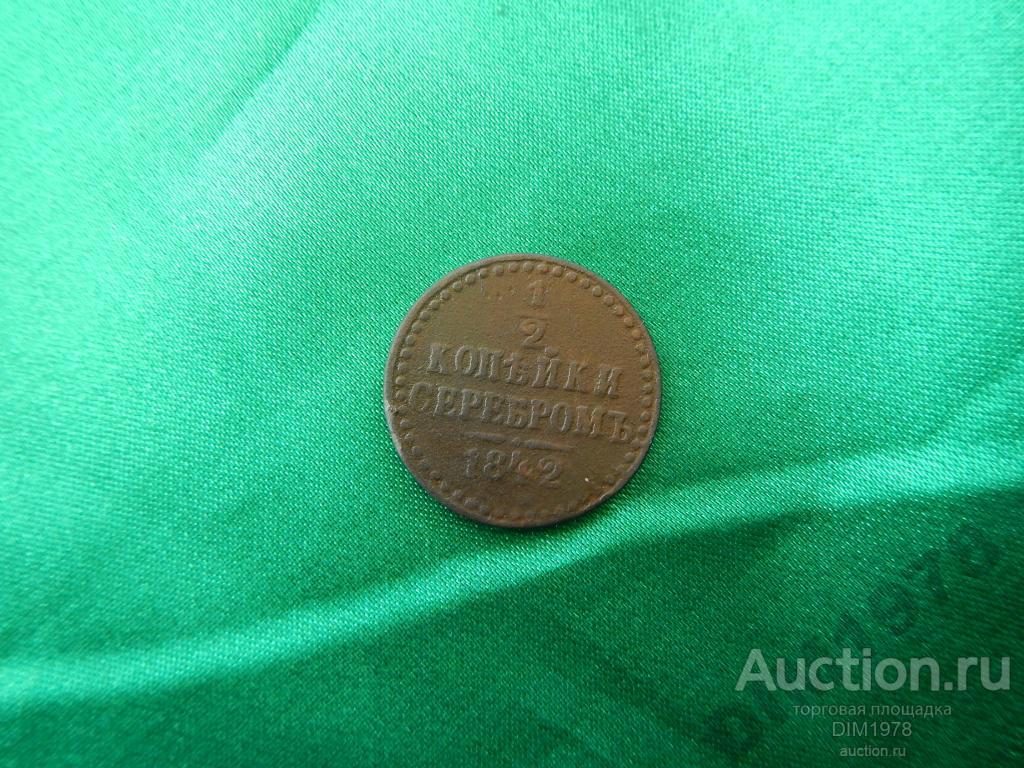 1
2
КОПѢЙКИ
СЕРЕБРОМЪ
1842
Auction.ru
торговая площадка
DIM1978
auction.ru